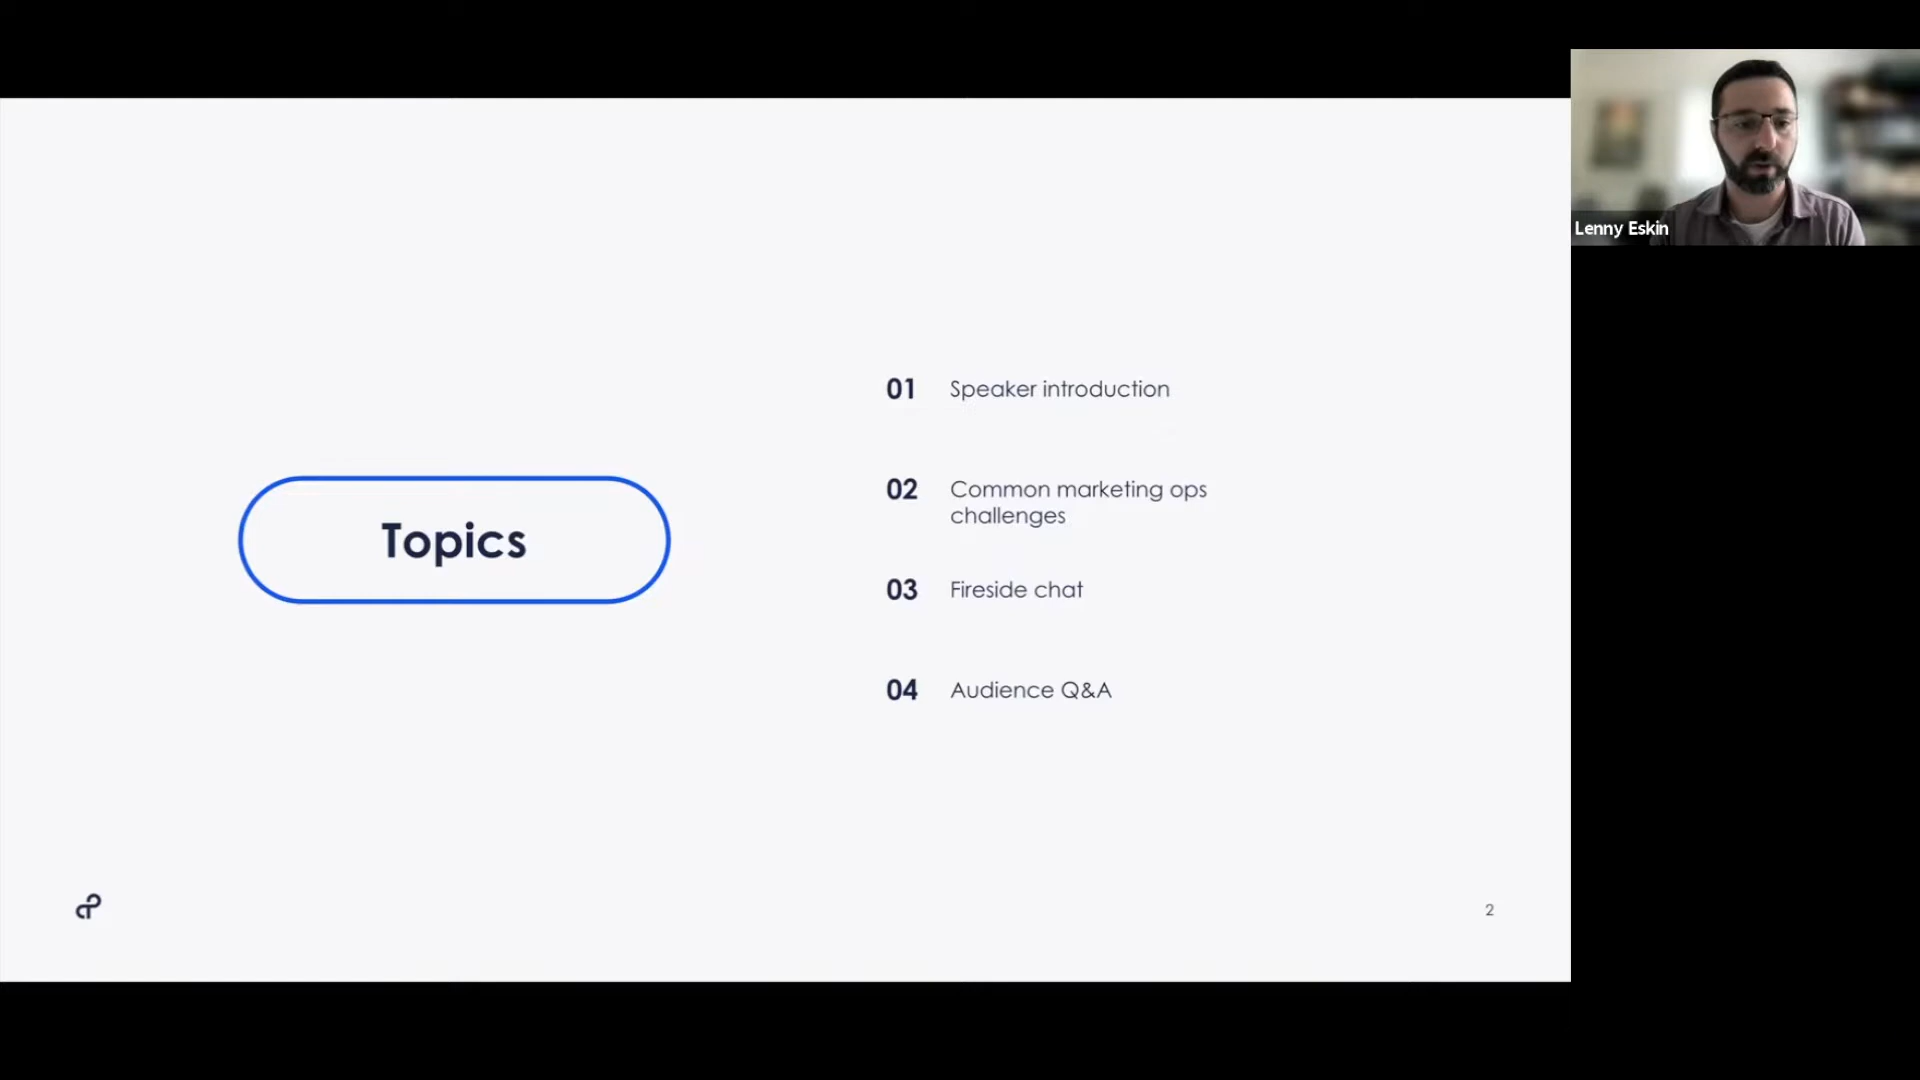 Topics
01 Speaker introduction
02 Common marketing ops
challenges
03 Fireside chat
04 Audience Q&A
2
Lenny Eskin